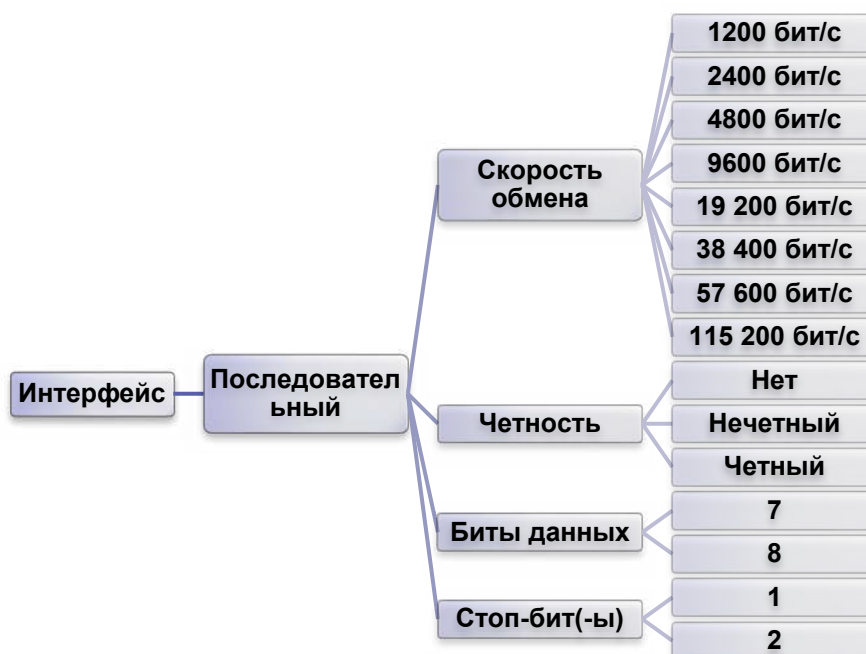 Интерфейс
Последовател
ьный
Скорость
обмена
1200 бит/с
2400 бит/с
4800 бит/с
9600 бит/с
19 200 бит/с
38 400 бит/с
57 600 бит/с
115 200 бит/с
Четность
Нет
Нечетный
Четный
Биты данных
7
8
Стоп-бит(-ы)
1
2